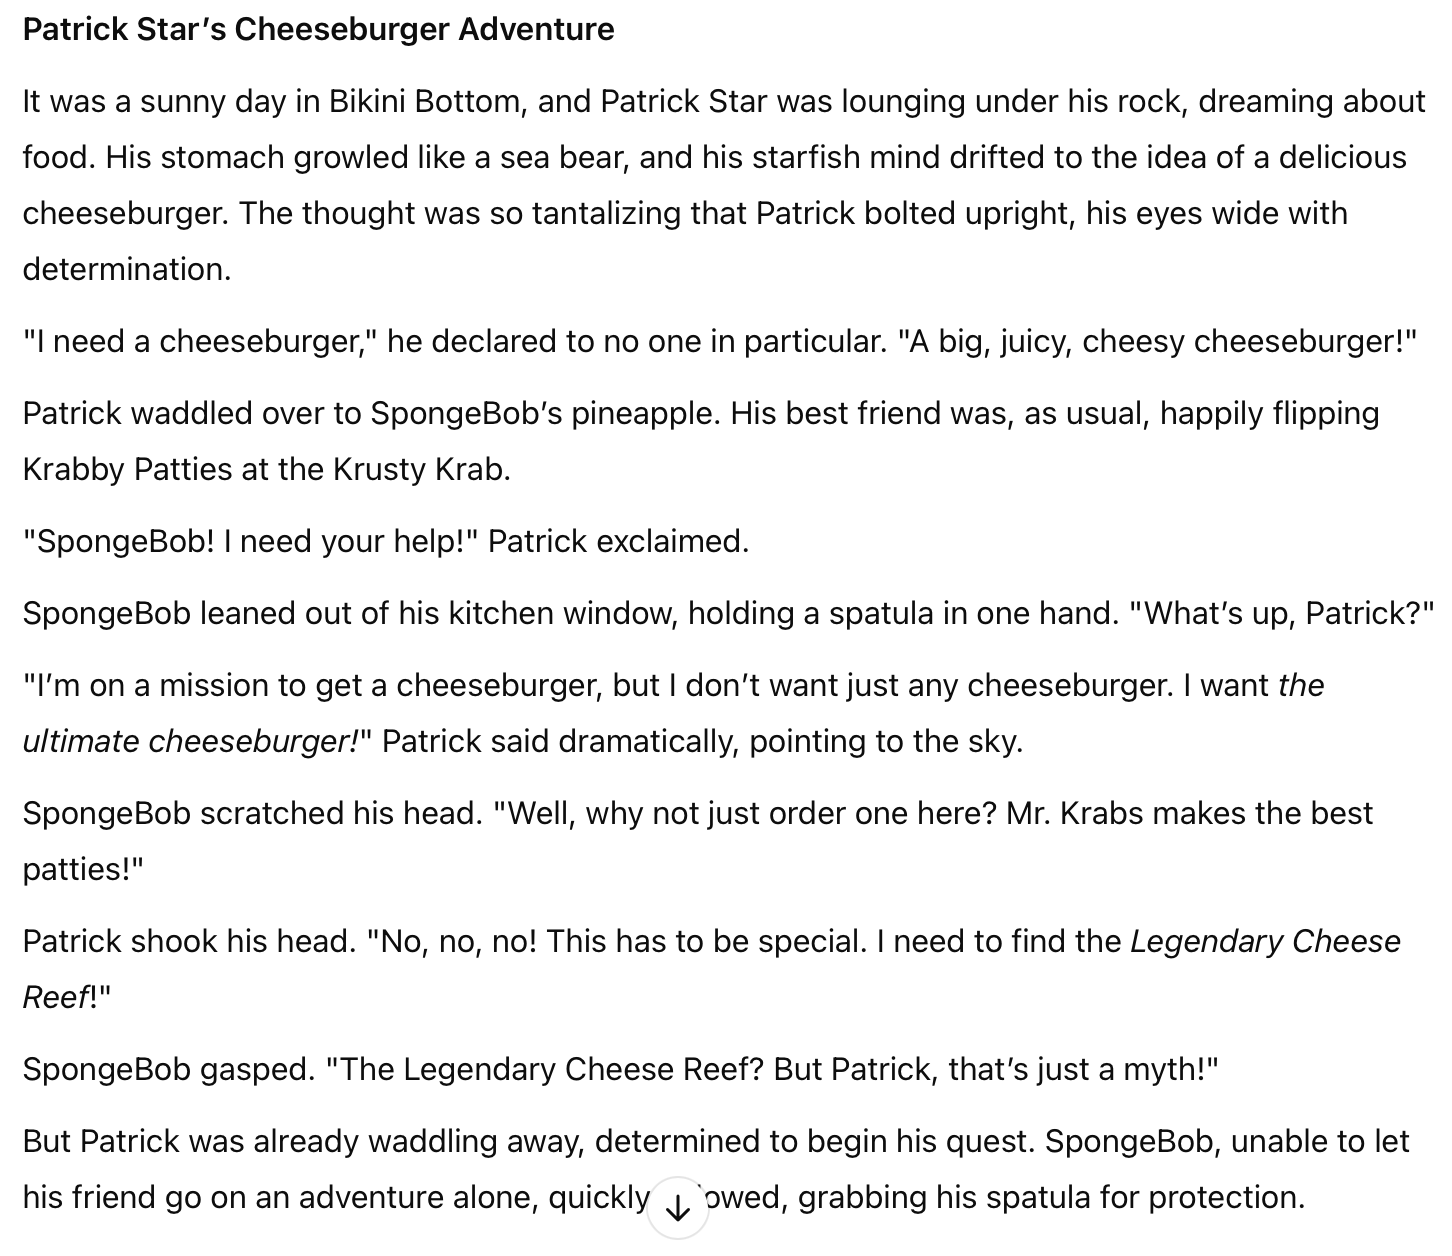 Patrick Star’s Cheeseburger Adventure
It was a sunny day in Bikini Bottom, and Patrick Star was lounging under his rock, dreaming about
food. His stomach growled like a sea bear, and his starfish mind drifted to the idea of a delicious
cheeseburger. The thought was so tantalizing that Patrick bolted upright, his eyes wide with
determination.
"I need a cheeseburger," he declared to no one in particular. "A big, juicy, cheesy cheeseburger!"
Patrick waddled over to SpongeBob’s pineapple. His best friend was, as usual, happily flipping
Krabby Patties at the Krusty Krab.
"SpongeBob! I need your help!" Patrick exclaimed.
SpongeBob leaned out of his kitchen window, holding a spatula in one hand. "What’s up, Patrick?"
"I’m on a mission to get a cheeseburger, but I don’t want just any cheeseburger. I want the
ultimate cheeseburger!" Patrick said dramatically, pointing to the sky.
SpongeBob scratched his head. "Well, why not just order one here? Mr. Krabs makes the best
patties!"
Patrick shook his head. "No, no, no! This has to be special. I need to find the Legendary Cheese
Reef!"
SpongeBob gasped. "The Legendary Cheese Reef? But Patrick, that’s just a myth!"
But Patrick was already waddling away, determined to begin his quest. SpongeBob, unable to let
his friend go on an adventure alone, quickly owed, grabbing his spatula for protection.